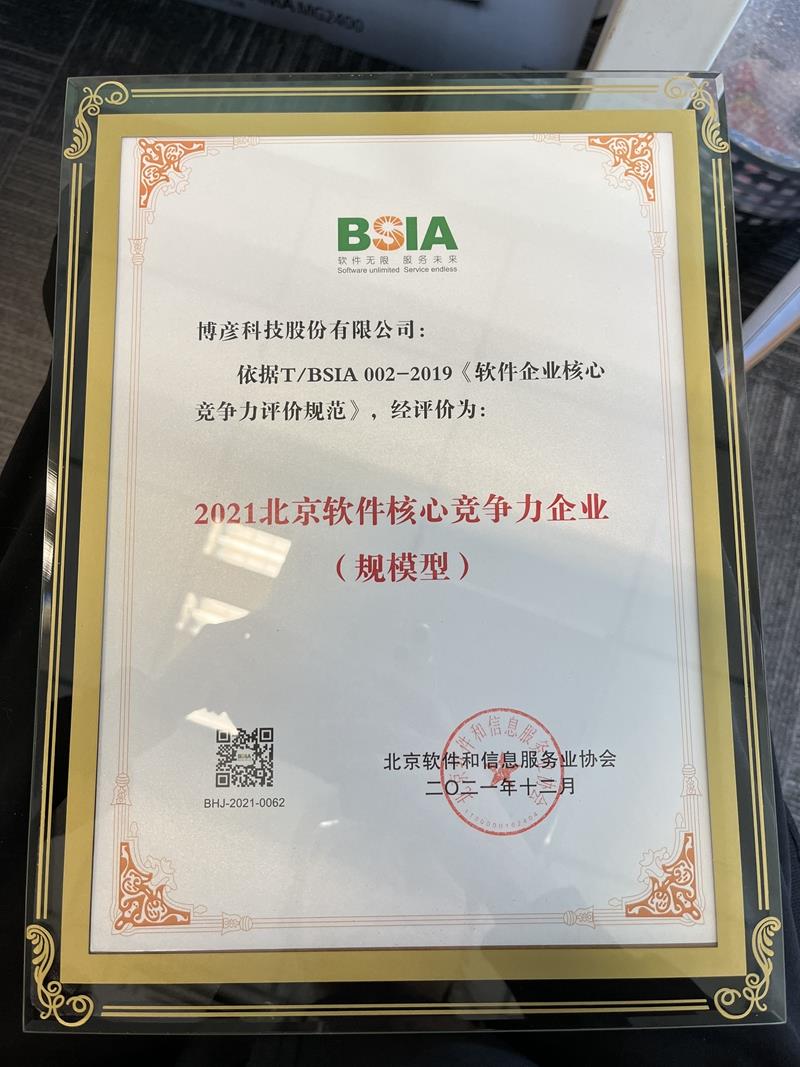 MG2400
BSIA
软件无限 服务未来
Software unlimited Service endless
博彦科技股份有限公司：
依据T/BSIA 002-2019《软件企业核心
竞争力评价规范》，经评价为：
2021北京软件核心竞争力企业
（规模型）
北京软件和信息服务业协会
二〇二一年十二月
BHJ-2021-0062